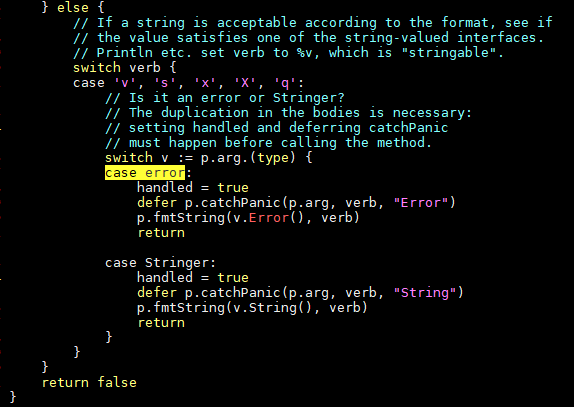 } else {
// If a string is acceptable according to the format, see if
// the value satisfies one of the string-valued interfaces.
// Println etc. set verb to %v, which is "stringable".
switch verb {
case 'v', 's', 'x', 'X', 'q':
// Is it an error or Stringer?
// The duplication in the bodies is necessary:
// setting handled and deferring catchPanic
// must happen before calling the method.
switch v := p.arg.(type) {
case error:
handled = true
defer p.catchPanic(p.arg, verb, "Error")
p.fmtString(v.Error(), verb)
return
case Stringer:
handled = true
defer p.catchPanic(p.arg, verb, "String")
p.fmtString(v.String(), verb)
return
}
}
}
return false
}